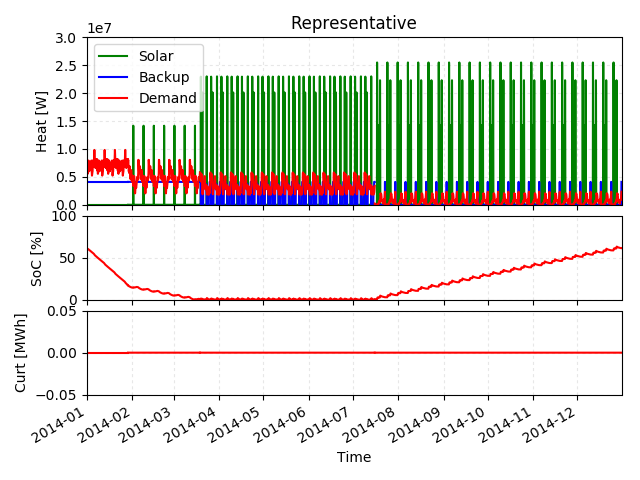 Representative
1e7
Heat [W]
3.0
2.5
2.0
1.5
1.0
0.5
0.0
Solar
Backup
Demand
SoC [%]
100
50
0
Curt [MWh]
0.05
0.00
−0.05
2014-01
2014-02
2014-03
2014-04
2014-05
2014-06
2014-07
2014-08
2014-09
2014-10
2014-11
2014-12
Time